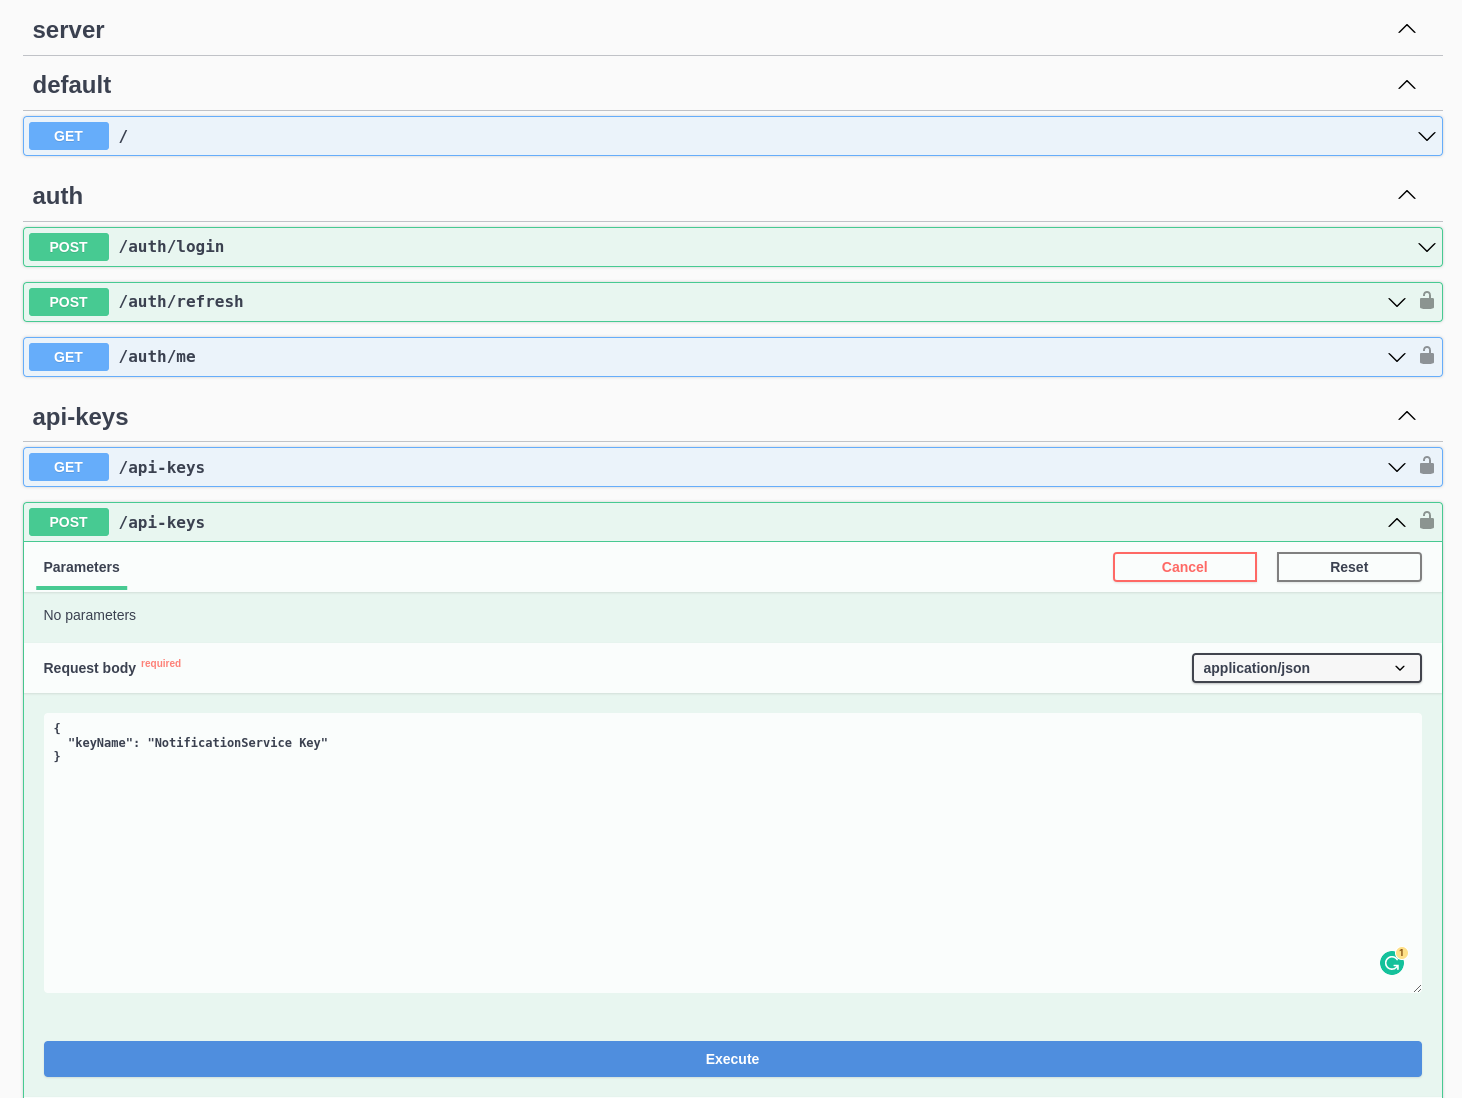 server
default
GET /
auth
POST /auth/login
POST /auth/refresh
GET /auth/me
api-keys
GET /api-keys
POST /api-keys
Parameters Cancel Reset
No parameters
Request body required application/json
{
  "keyName": "NotificationService Key"
}
1
Execute